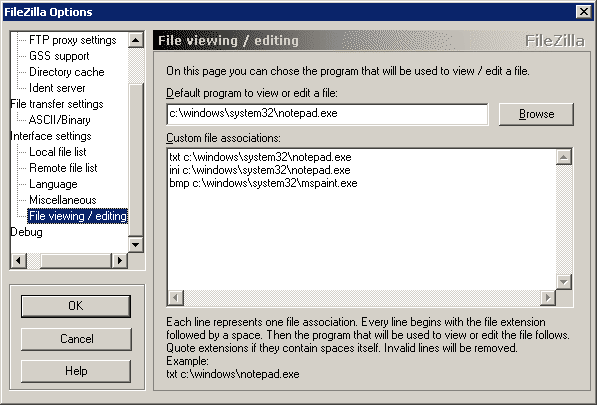 FileZilla Options
FTP proxy settings
GSS support
Directory cache
Ident server
File transfer settings
ASCII/Binary
Interface settings
Local file list
Remote file list
Language
Miscellaneous
File viewing / editing
Debug
OK
Cancel
Help
File viewing / editing
FileZilla
On this page you can chose the program that will be used to view / edit a file.
Default program to view or edit a file:
c:\windows\system32\notepad.exe
Browse
Custom file associations:
txt c:\windows\system32\notepad.exe
ini c:\windows\system32\notepad.exe
bmp c:\windows\system32\mspaint.exe
Each line represents one file association. Every line begins with the file extension
followed by a space. Then the program that will be used to view or edit the file follows.
Quote extensions if they contain spaces itself. Invalid lines will be removed.
Example:
txt c:\windows\notepad.exe